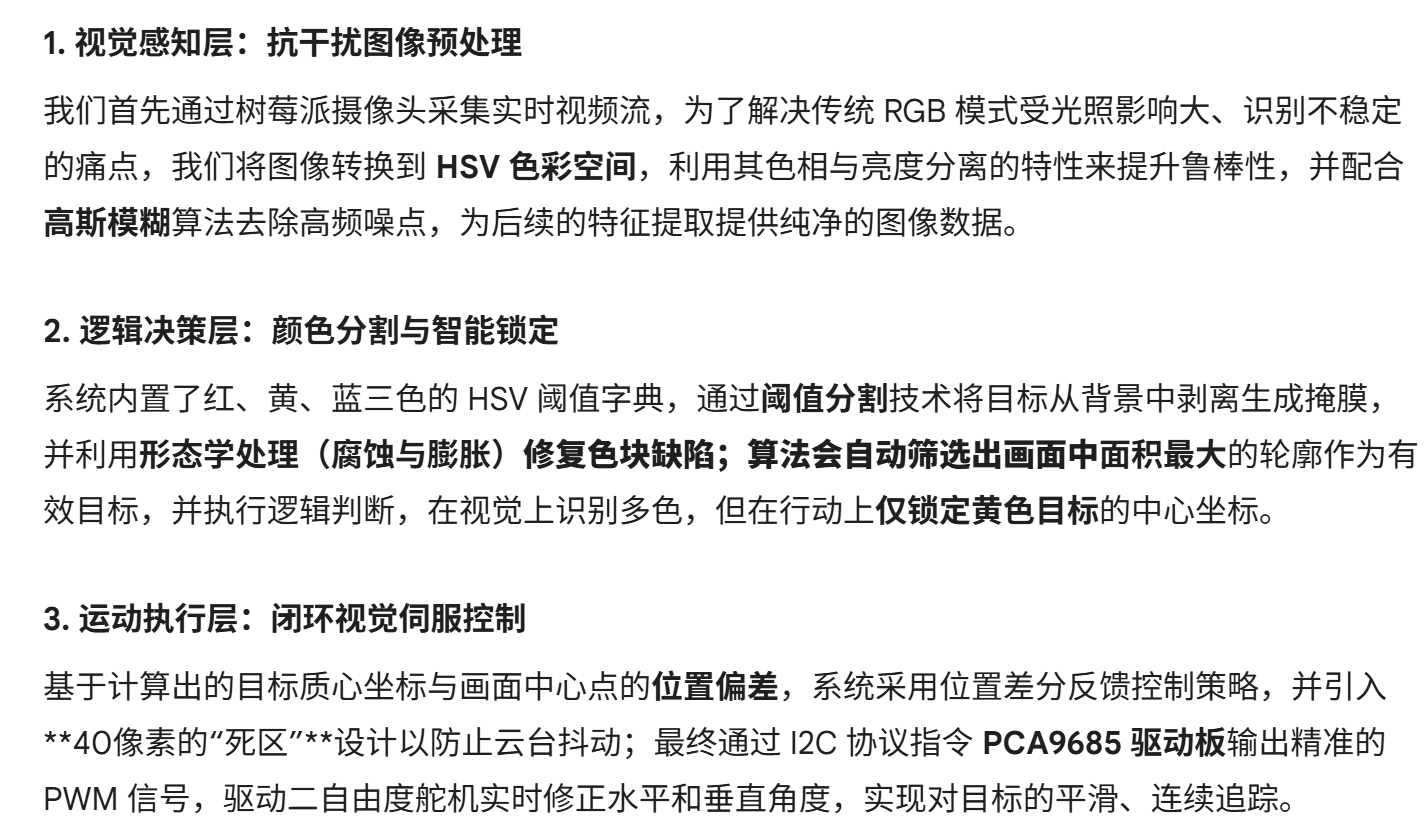 1. 视觉感知层：抗干扰图像预处理
我们首先通过树莓派摄像头采集实时视频流，为了解决传统 RGB 模式受光照影响大、识别不稳定
的痛点，我们将图像转换到 HSV 色彩空间，利用其色相与亮度分离的特性来提升鲁棒性，并配合
高斯模糊算法去除高频噪点，为后续的特征提取提供纯净的图像数据。
2. 逻辑决策层：颜色分割与智能锁定
系统内置了红、黄、蓝三色的 HSV 阈值字典，通过阈值分割技术将目标从背景中剥离生成掩膜，
并利用形态学处理（腐蚀与膨胀）修复色块缺陷；算法会自动筛选出画面中面积最大的轮廓作为有
效目标，并执行逻辑判断，在视觉上识别多色，但在行动上仅锁定黄色目标的中心坐标。
3. 运动执行层：闭环视觉伺服控制
基于计算出的目标质心坐标与画面中心点的位置偏差，系统采用位置差分反馈控制策略，并引入
**40像素的“死区”**设计以防止云台抖动；最终通过 I2C 协议指令 PCA9685 驱动板输出精准的
PWM 信号，驱动二自由度舵机实时修正水平和垂直角度，实现对目标的平滑、连续追踪。